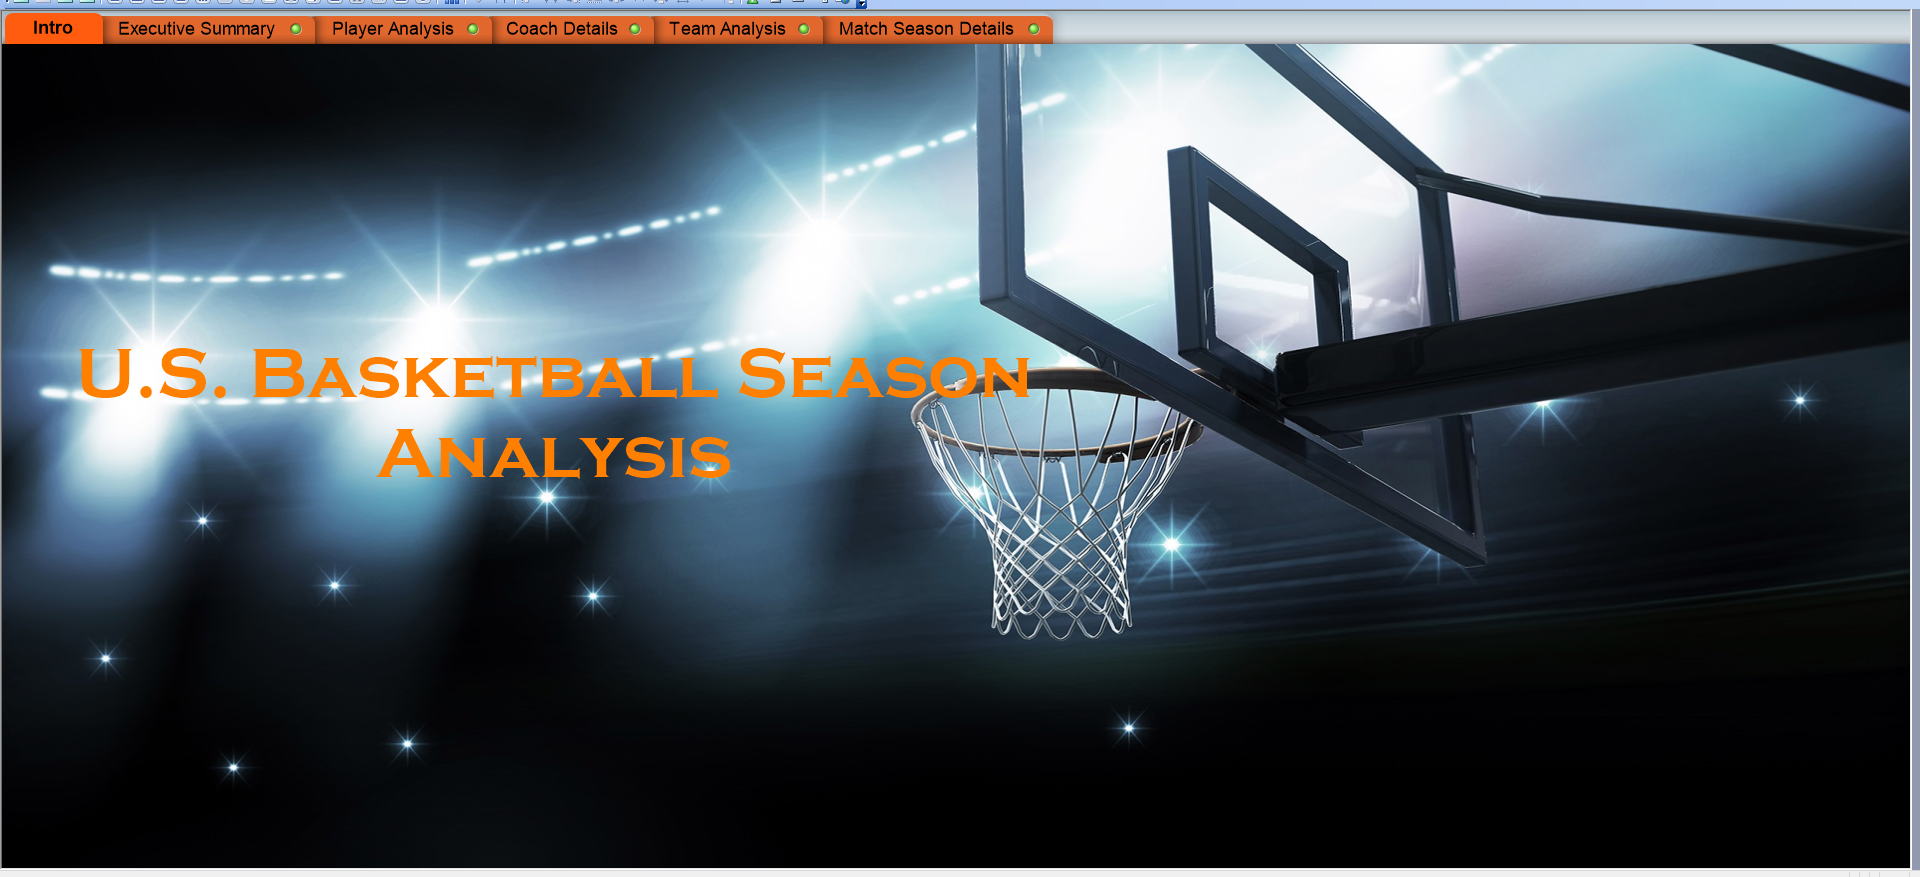 Intro
Executive Summary
Player Analysis
Coach Details
Team Analysis
Match Season Details
U.S. Basketball Season
Analysis